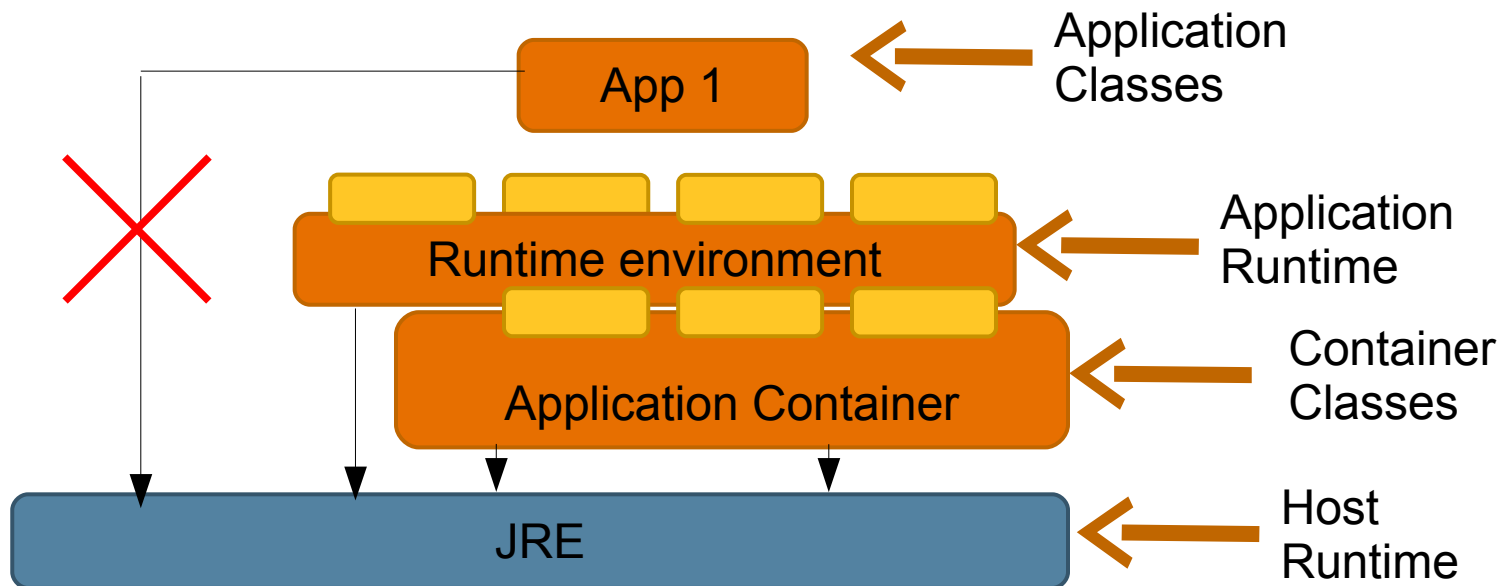 Application
Classes
App 1
Application
Runtime
Runtime environment
Container
Classes
Application Container
Host
Runtime
JRE